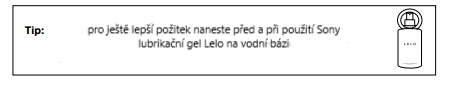 Tip: pro ještě lepší požitek naneste před a při použití Sony
lubrikační gel Lelo na vodní bázi
LELO